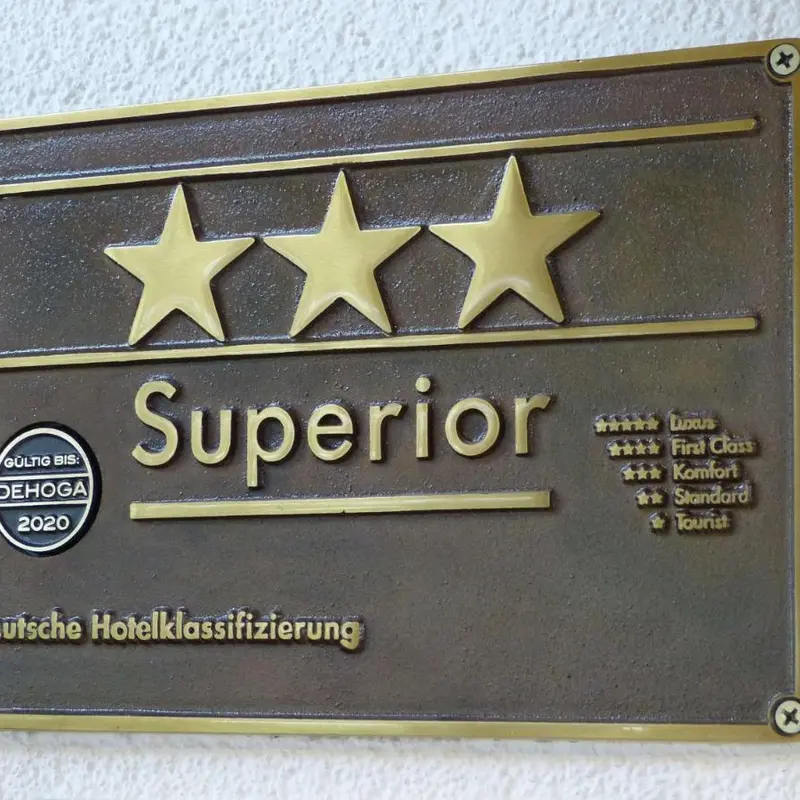 Superior
GÜLTIG BIS:
DEHOGA
2020
★★★★★ Luxus
★★★★ First Class
★★★ Komfort
★★ Standard
★ Tourist
utsche Hotelklassifizierung